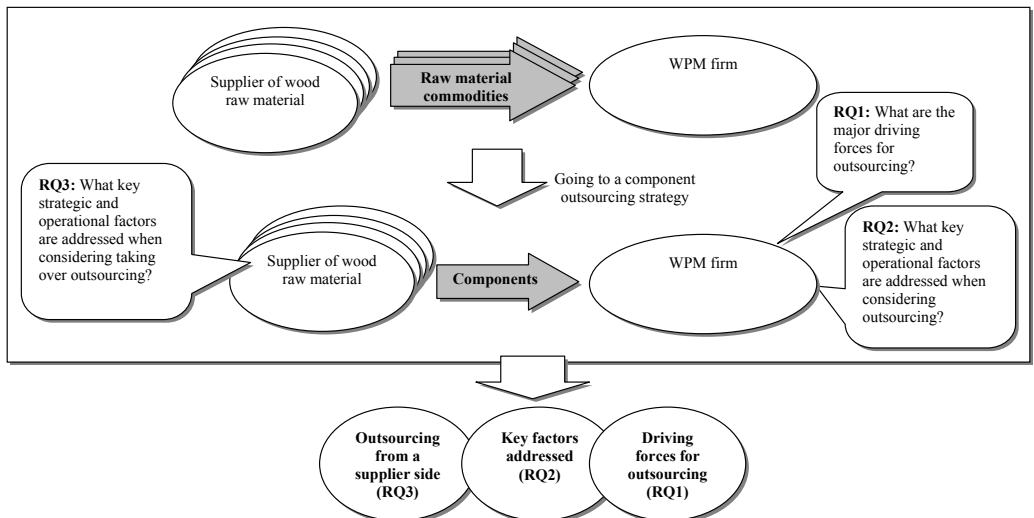 Supplier of wood
raw material
Raw material
commodities
WPM firm
RQ1: What are the
major driving
forces for
outsourcing?
Going to a component
outsourcing strategy
RQ3: What key
strategic and
operational factors
are addressed when
considering taking
over outsourcing?
Supplier of wood
raw material
Components
WPM firm
RQ2: What key
strategic and
operational factors
are addressed when
considering
outsourcing?
Outsourcing
from a
supplier side
(RQ3)
Key factors
addressed
(RQ2)
Driving
forces for
outsourcing
(RQ1)